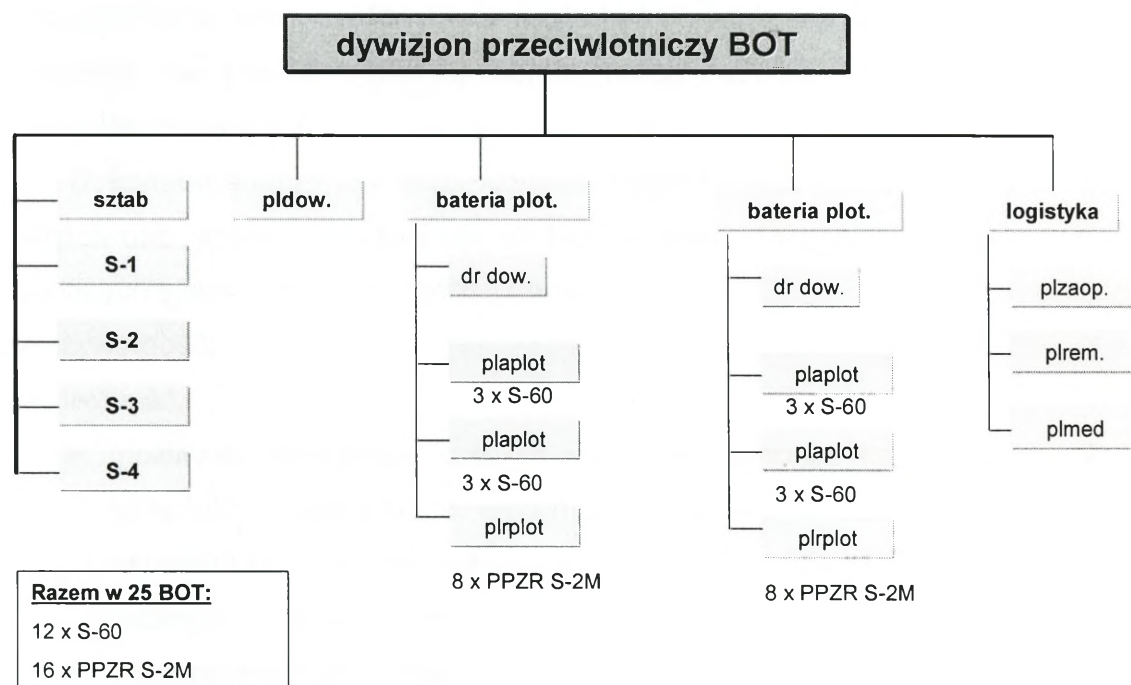 dywizjon przeciwlotniczy BOT
sztab
S-1
S-2
S-3
S-4
pldow.
bateria plot.
dr dow.
plaplot
3 x S-60
plaplot
3 x S-60
plrplot
8 x PPZR S-2M
bateria plot.
dr dow.
plaplot
3 x S-60
plaplot
3 x S-60
plrplot
8 x PPZR S-2M
logistyka
plzaop.
plrem.
plmed
Razem w 25 BOT:
12 x S-60
16 x PPZR S-2M